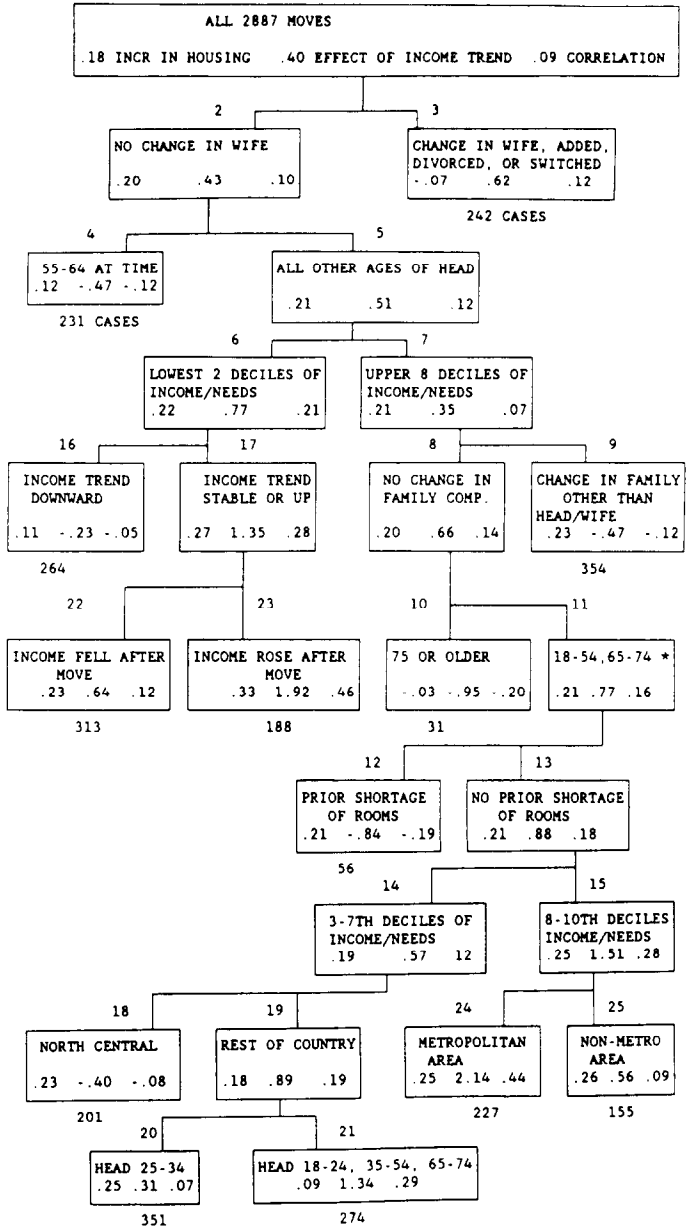 ALL 2887 MOVES
.18 INCR IN HOUSING .40 EFFECT OF INCOME TREND .09 CORRELATION
2 3
NO CHANGE IN WIFE
.20 .43 .10
CHANGE IN WIFE, ADDED,
DIVORCED, OR SWITCHED
-.07 .62 .12
242 CASES
4 5
55-64 AT TIME
.12 -.47 -.12
231 CASES
ALL OTHER AGES OF HEAD
.21 .51 .12
6 7
LOWEST 2 DECILES OF
INCOME/NEEDS
.22 .77 .21
UPPER 8 DECILES OF
INCOME/NEEDS
.21 .35 .07
16 17 8 9
INCOME TREND
DOWNWARD
.11 -.23 -.05
264
INCOME TREND
STABLE OR UP
.27 1.35 .28
NO CHANGE IN
FAMILY COMP.
.20 .66 .14
CHANGE IN FAMILY
OTHER THAN
HEAD/WIFE
.23 -.47 -.12
354
22 23 10 11
INCOME FELL AFTER
MOVE
.23 .64 .12
313
INCOME ROSE AFTER
MOVE
.33 1.92 .46
188
75 OR OLDER
-.03 -.95 -.20
31
18-54,65-74 *
.21 .77 .16
12 13
PRIOR SHORTAGE
OF ROOMS
.21 -.84 -.19
56
NO PRIOR SHORTAGE
OF ROOMS
.21 .88 .18
14 15
3-7TH DECILES OF
INCOME/NEEDS
.19 .57 12
8-10TH DECILES
INCOME/NEEDS
.25 1.51 .28
18 19 24 25
NORTH CENTRAL
.23 -.40 -.08
201
REST OF COUNTRY
.18 .89 .19
METROPOLITAN
AREA
.25 2.14 .44
227
NON-METRO
AREA
.26 .56 .09
155
20 21
HEAD 25-34
.25 .31 .07
351
HEAD 18-24, 35-54, 65-74
.09 1.34 .29
274